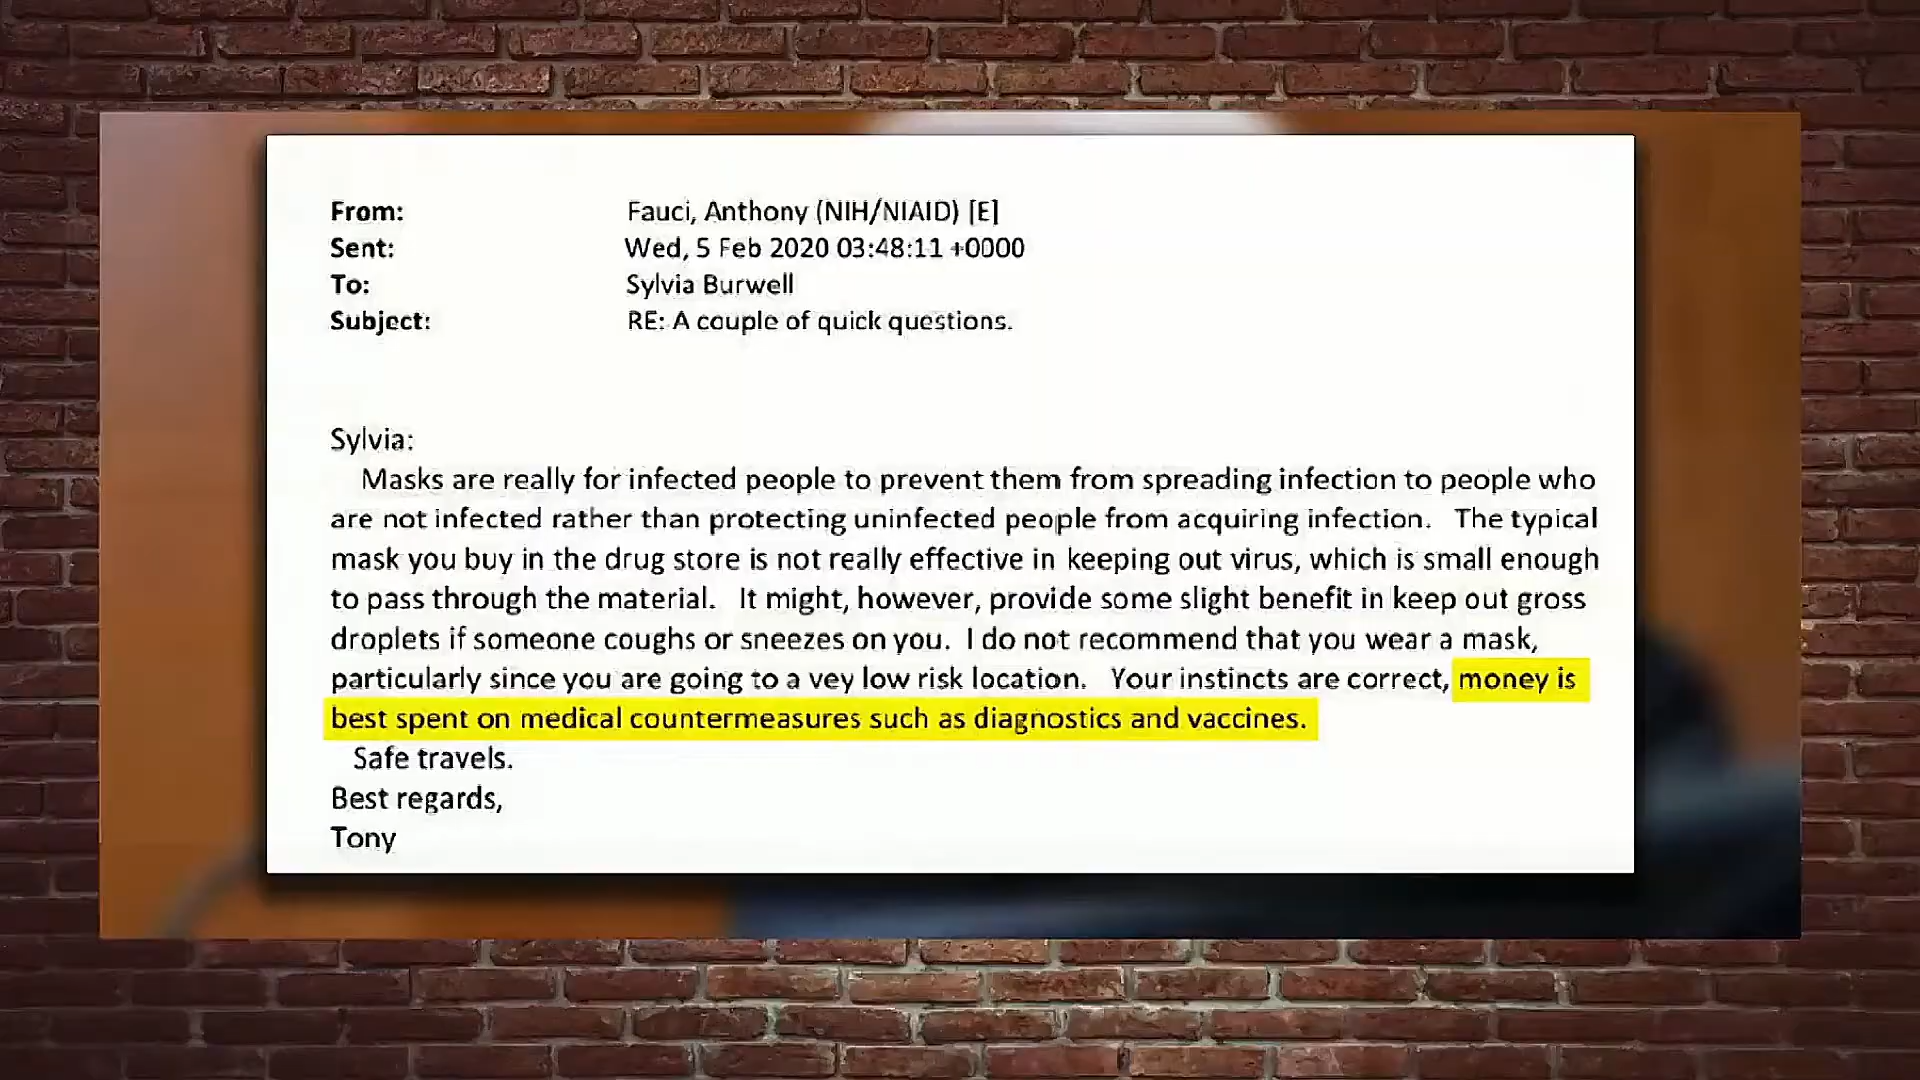 From: Fauci, Anthony (NIH/NIAID) [E]
Sent: Wed, 5 Feb 2020 03:48:11 +0000
To: Sylvia Burwell
Subject: RE: A couple of quick questions.
Sylvia:
Masks are really for infected people to prevent them from spreading infection to people who
are not infected rather than protecting uninfected people from acquiring infection. The typical
mask you buy in the drug store is not really effective in keeping out virus, which is small enough
to pass through the material. It might, however, provide some slight benefit in keep out gross
droplets if someone coughs or sneezes on you. I do not recommend that you wear a mask,
particularly since you are going to a vey low risk location. Your instincts are correct, money is
best spent on medical countermeasures such as diagnostics and vaccines.
Safe travels.
Best regards,
Tony